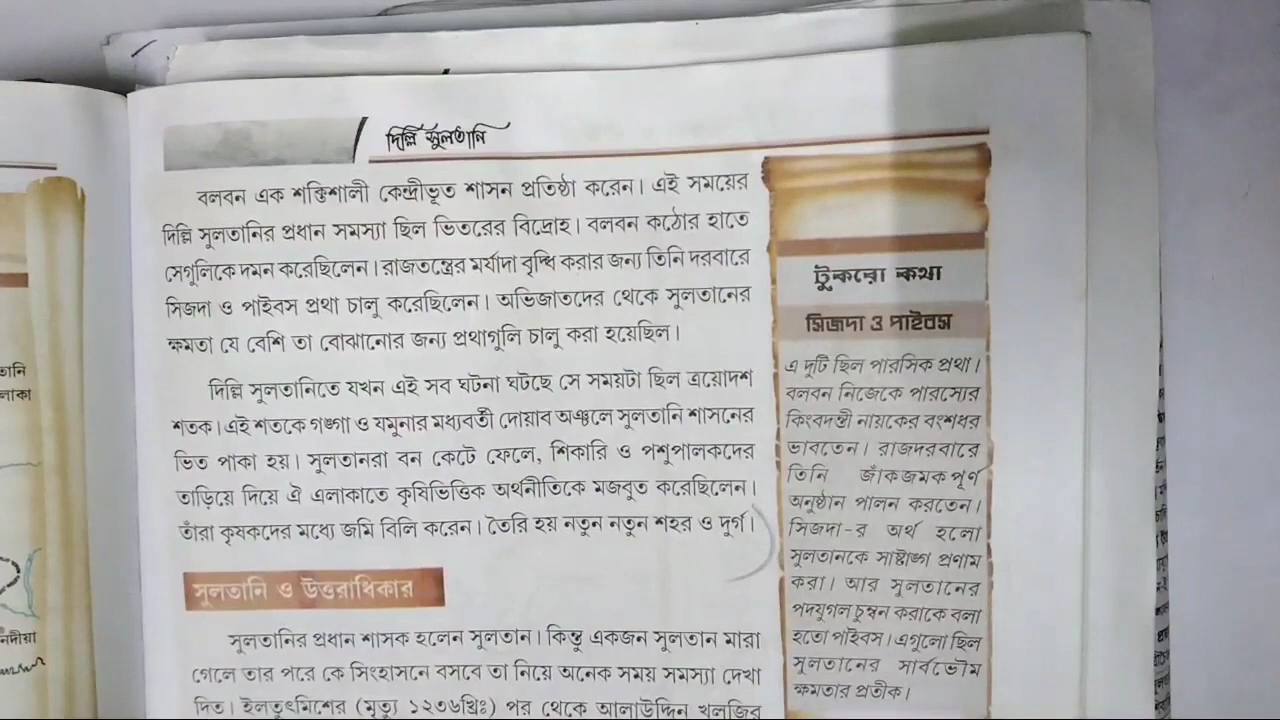 দিল্লি সুলতানি
বলবন এক শক্তিশালী কেন্দ্রীভূত শাসন প্রতিষ্ঠা করেন। এই সময়ের
দিল্লি সুলতানির প্রধান সমস্যা ছিল ভিতরের বিদ্রোহ। বলবন কঠোর হাতে
সেগুলিকে দমন করেছিলেন। রাজতন্ত্রের মর্যাদা বৃদ্ধি করার জন্য তিনি দরবারে
সিজদা ও পাইবস প্রথা চালু করেছিলেন। অভিজাতদের থেকে সুলতানের
ক্ষমতা যে বেশি তা বোঝানোর জন্য প্রথাগুলি চালু করা হয়েছিল।
দিল্লি সুলতানিতে যখন এই সব ঘটনা ঘটছে সে সময়টা ছিল ত্রয়োদশ
শতক। এই শতকে গঙ্গা ও যমুনার মধ্যবর্তী দোয়াব অঞ্চলে সুলতানি শাসনের
ভিত পাকা হয়। সুলতানরা বন কেটে ফেলে, শিকারি ও পশুপালকদের
তাড়িয়ে দিয়ে ঐ এলাকাতে কৃষিভিত্তিক অর্থনীতিকে মজবুত করেছিলেন।
তাঁরা কৃষকদের মধ্যে জমি বিলি করেন। তৈরি হয় নতুন নতুন শহর ও দুর্গ।
সুলতানি ও উত্তরাধিকার
সুলতানির প্রধান শাসক হলেন সুলতান। কিন্তু একজন সুলতান মারা
গেলে তার পরে কে সিংহাসনে বসবে তা নিয়ে অনেক সময় সমস্যা দেখা
দিত। ইলতুৎমিশের (মৃত্যু ১২৩৬খ্রিঃ) পর থেকে আলাউদ্দিন খলজির
টুকরো কথা
সিজদা ও পাইবস
এ দুটি ছিল পারসিক প্রথা।
বলবন নিজেকে পারস্যের
কিংবদন্তী নায়কের বংশধর
ভাবতেন। রাজদরবারে
তিনি জাঁকজমকপূর্ণ
অনুষ্ঠান পালন করতেন।
সিজদা-র অর্থ হলো
সুলতানকে সাষ্টাঙ্গ প্রণাম
করা। আর সুলতানের
পদযুগল চুম্বন করাকে বলা
হতো পাইবস। এগুলো ছিল
সুলতানের সার্বভৌম
ক্ষমতার প্রতীক।
নদীয়া